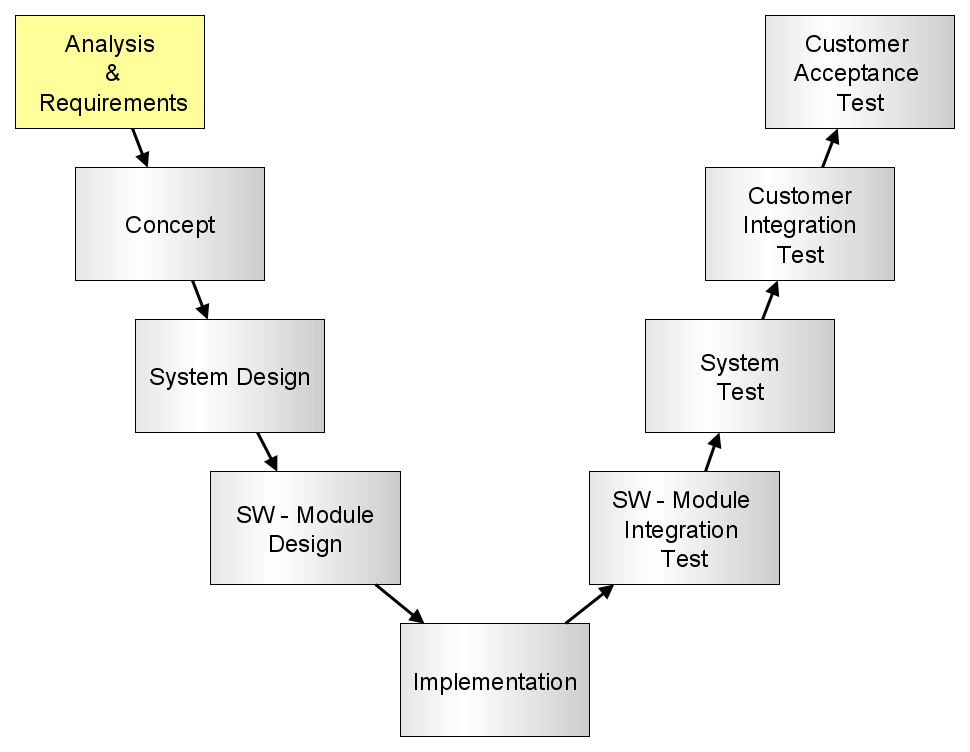 Analysis
&
Requirements
Concept
System Design
SW - Module
Design
Implementation
SW - Module
Integration
Test
System
Test
Customer
Integration
Test
Customer
Acceptance
Test